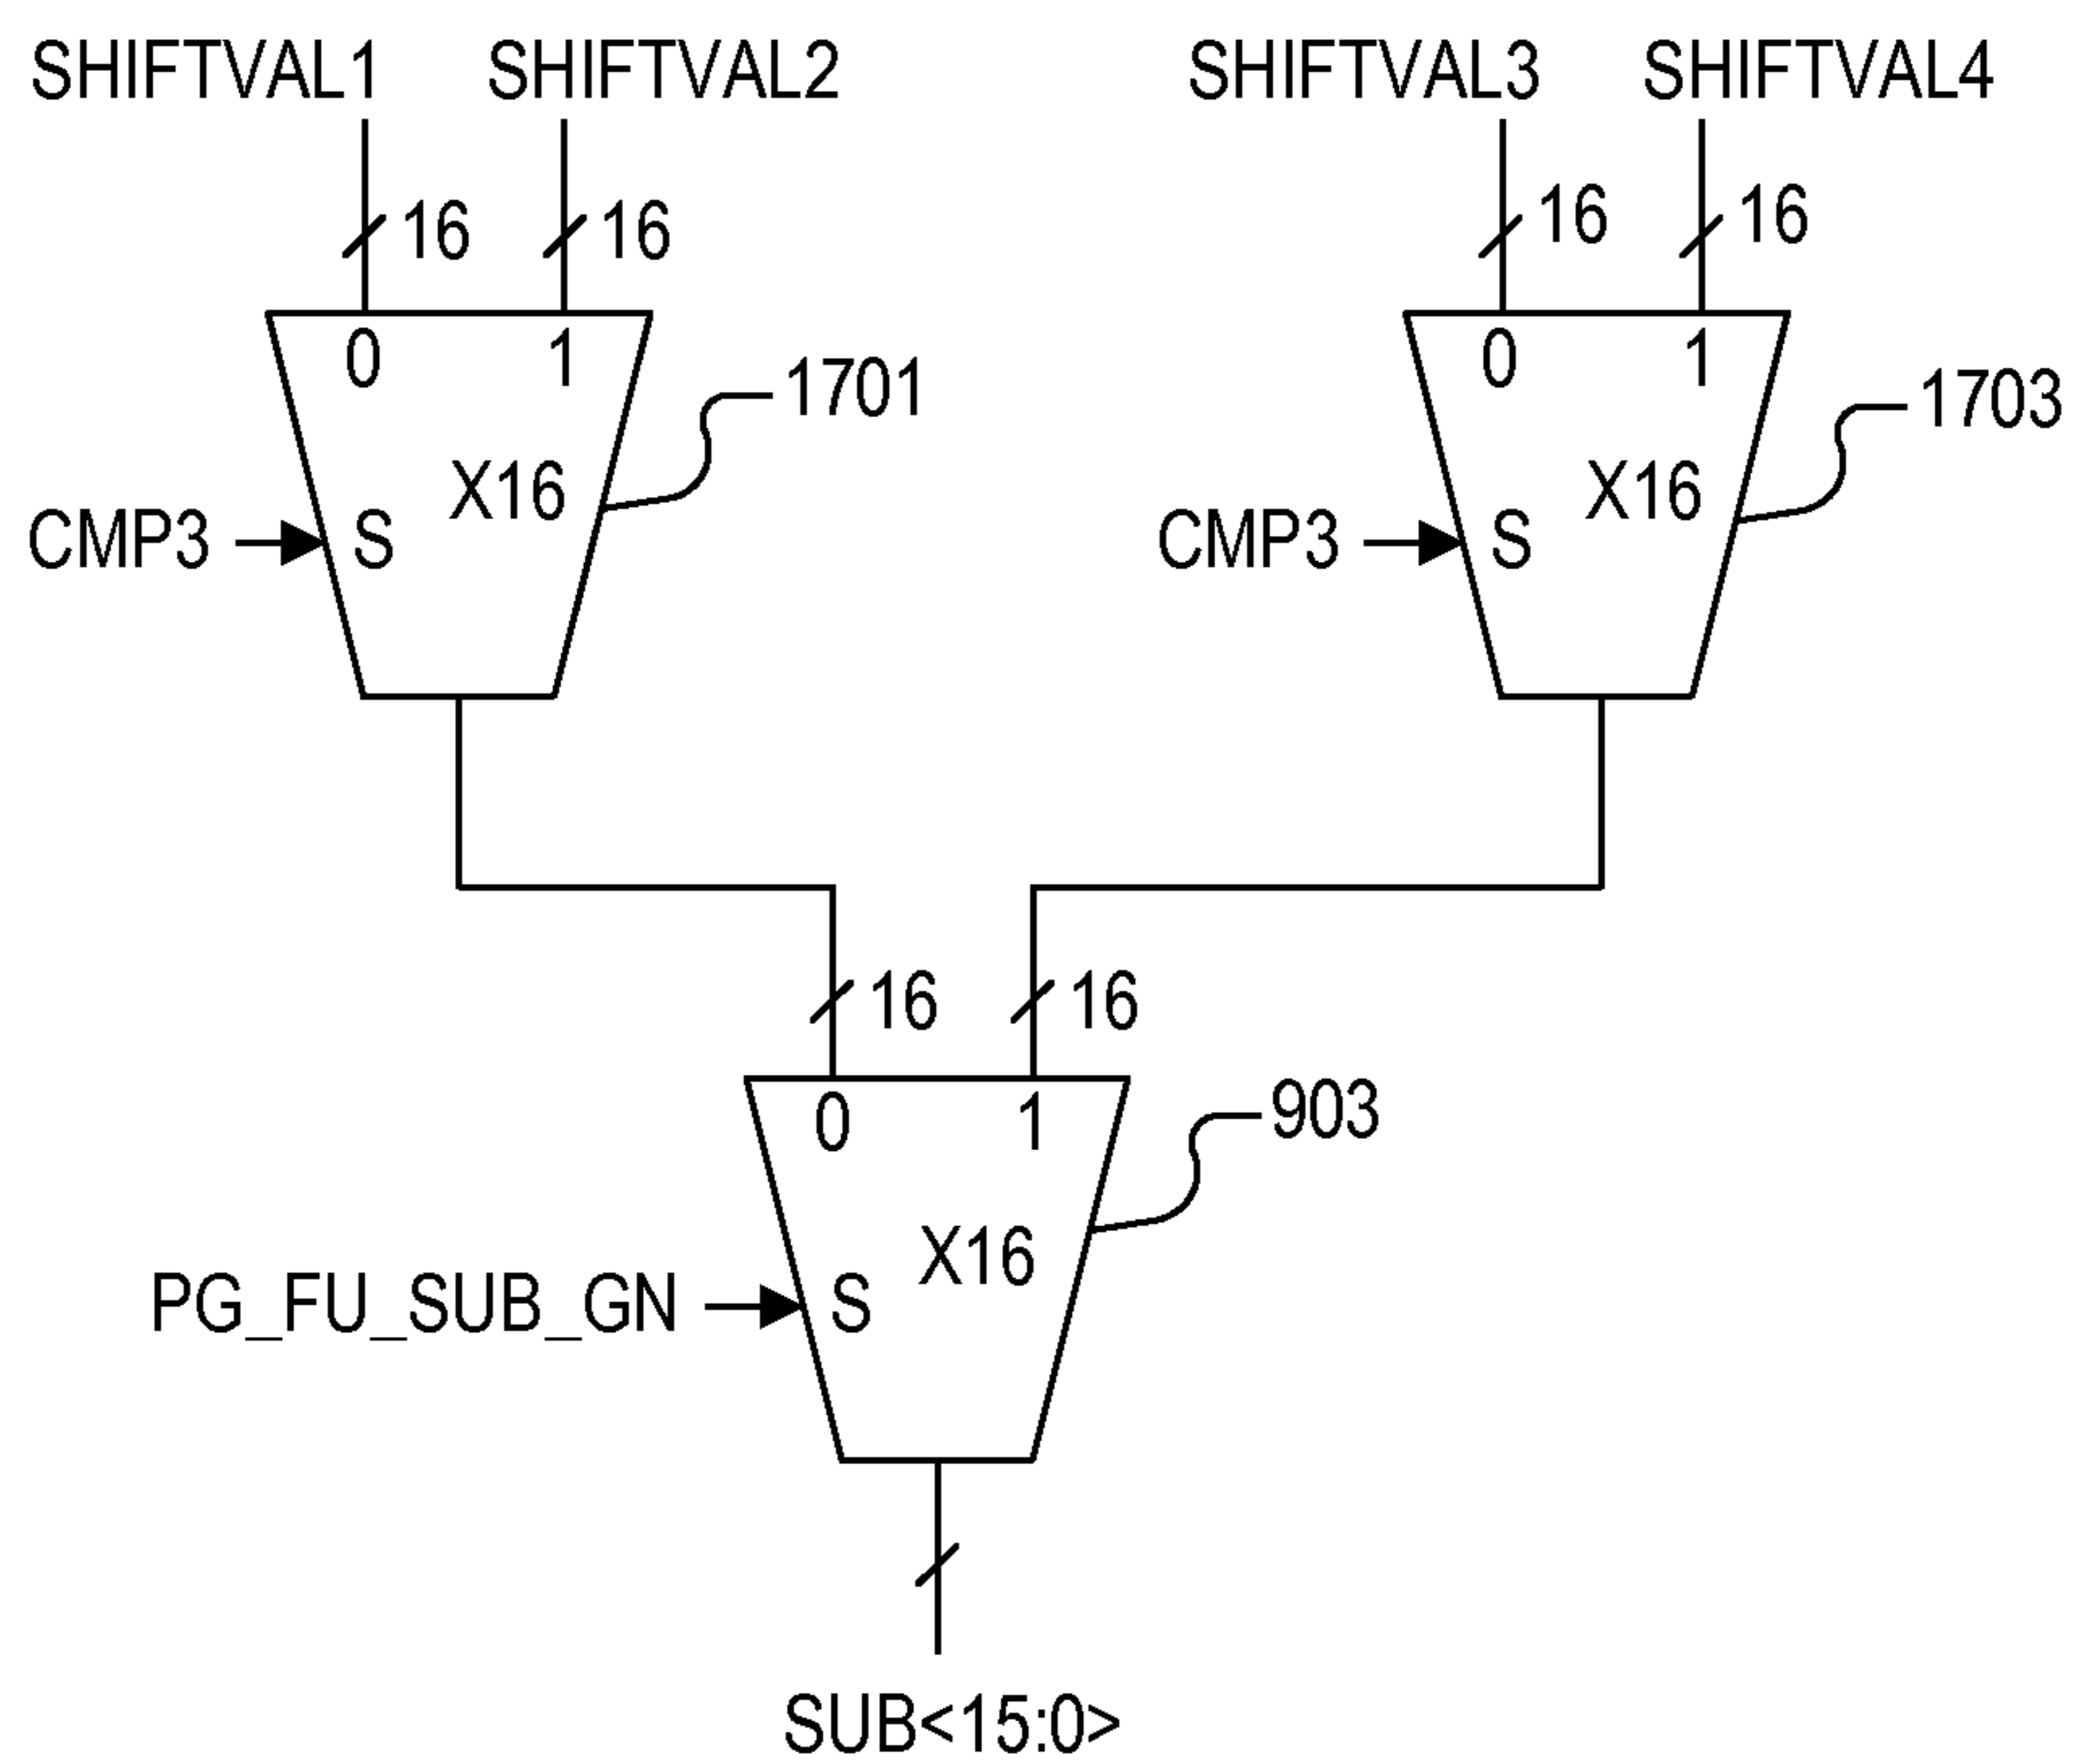 SHIFTVAL1 SHIFTVAL2 SHIFTVAL3 SHIFTVAL4
16 16 16 16
0 1 0 1
1701 1703
X16 X16
CMP3 S CMP3 S
16 16
0 1 903
X16
PG_FU_SUB_GN S
SUB<15:0>